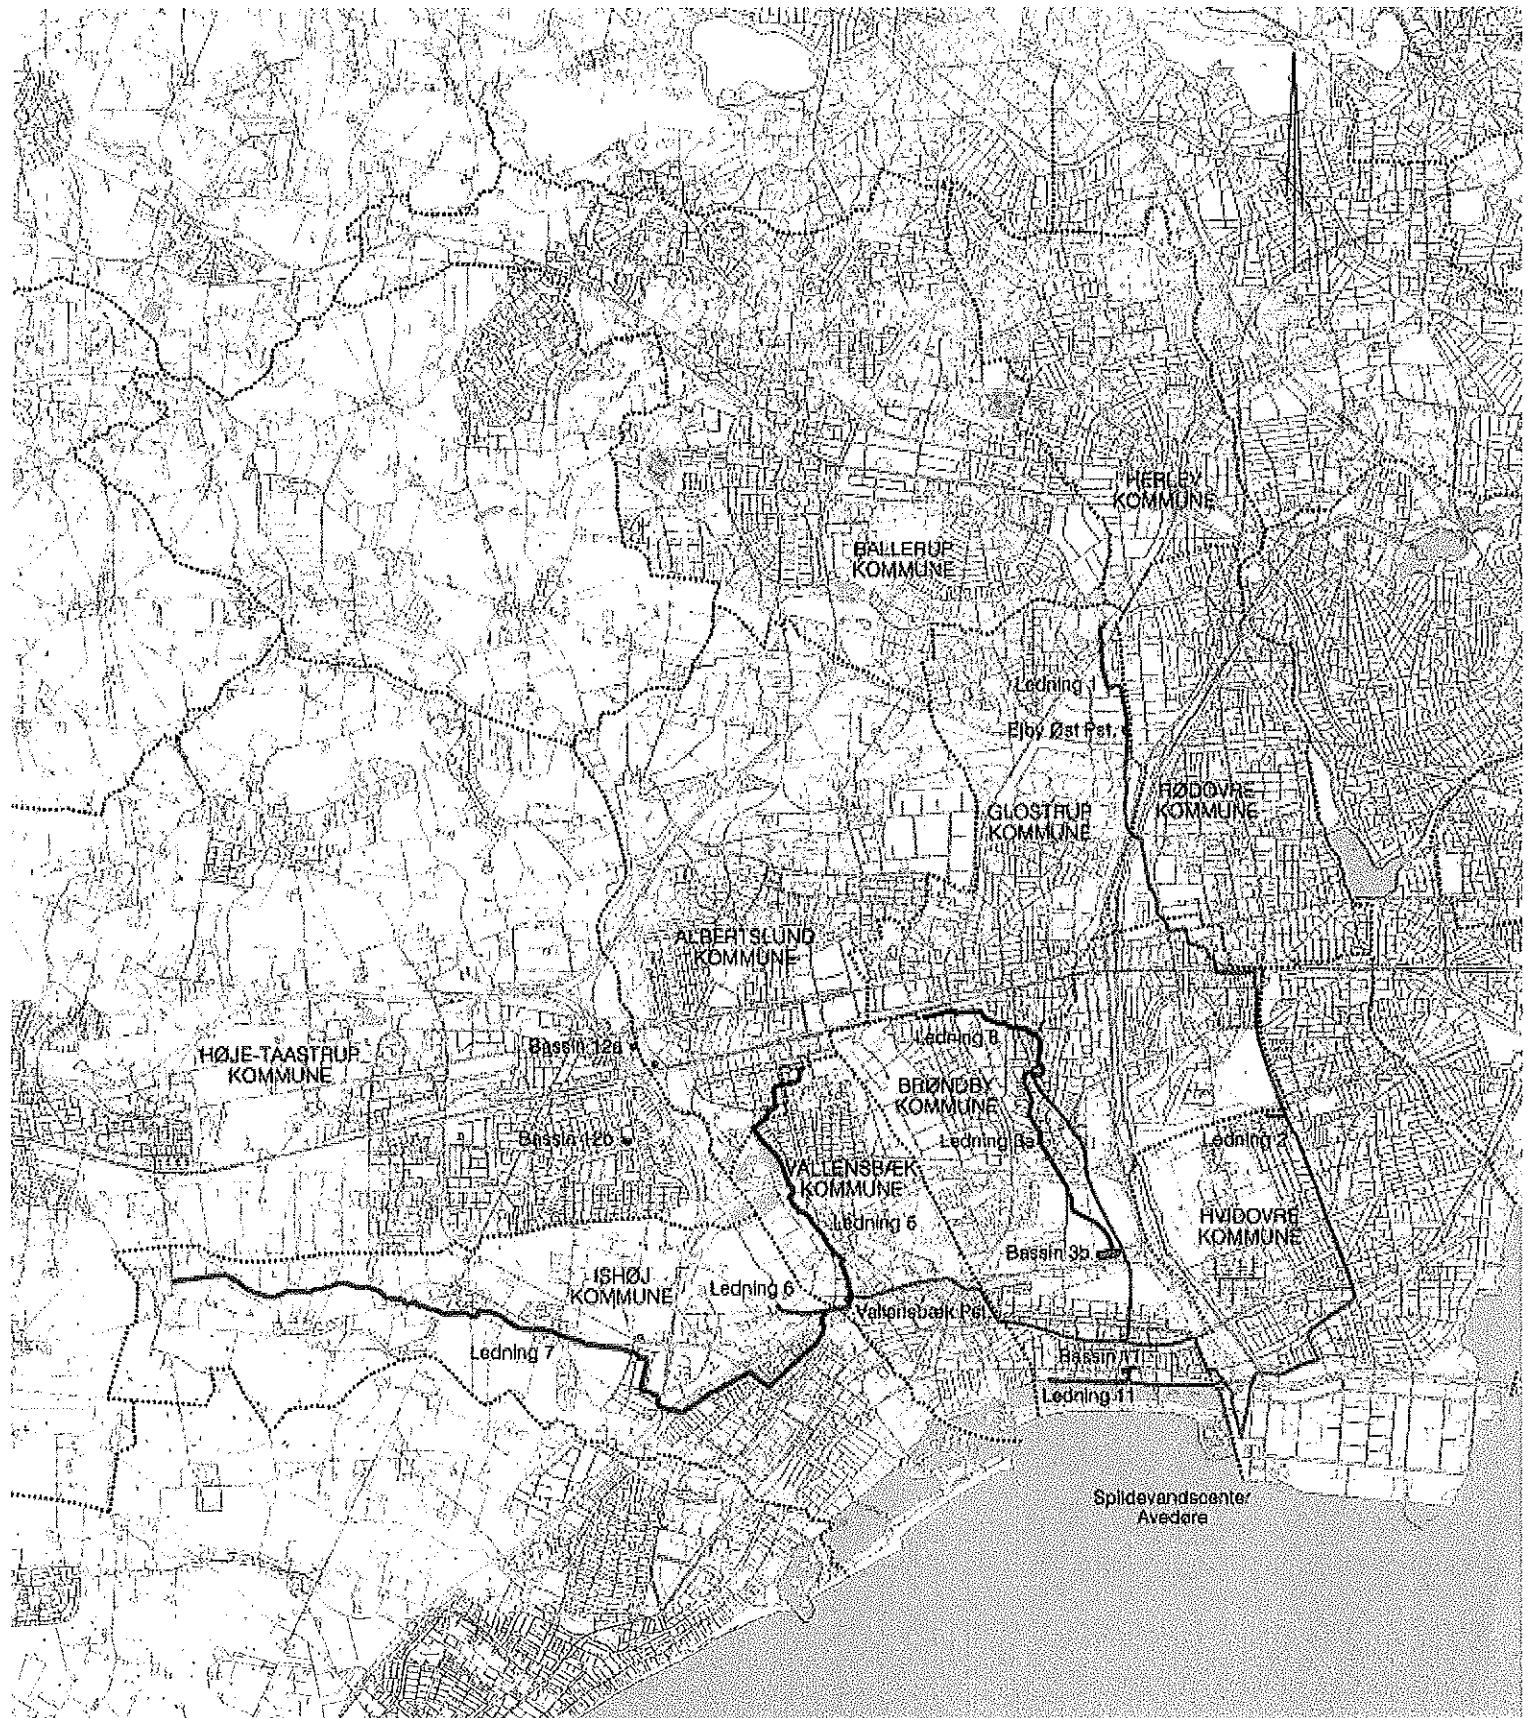 HERLEV
KOMMUNE
BALLERUP
KOMMUNE
Ledning 1
Ejby Øst Pst.
RØDOVRE
KOMMUNE
GLOSTRUP
KOMMUNE
ALBERTSLUND
KOMMUNE
Ledning 8
Bassin 12a
HØJE-TAASTRUP
KOMMUNE
BRØNDBY
KOMMUNE
Bassin 12b
Ledning 3a
Ledning 2
VALLENSBÆK
KOMMUNE
Ledning 6
HVIDOVRE
KOMMUNE
Bassin 3b
ISHØJ
KOMMUNE
Ledning 6
Vallensbæk Pst.
Ledning 7
Bassin 11
Ledning 11
Spildevandscenter
Avedøre